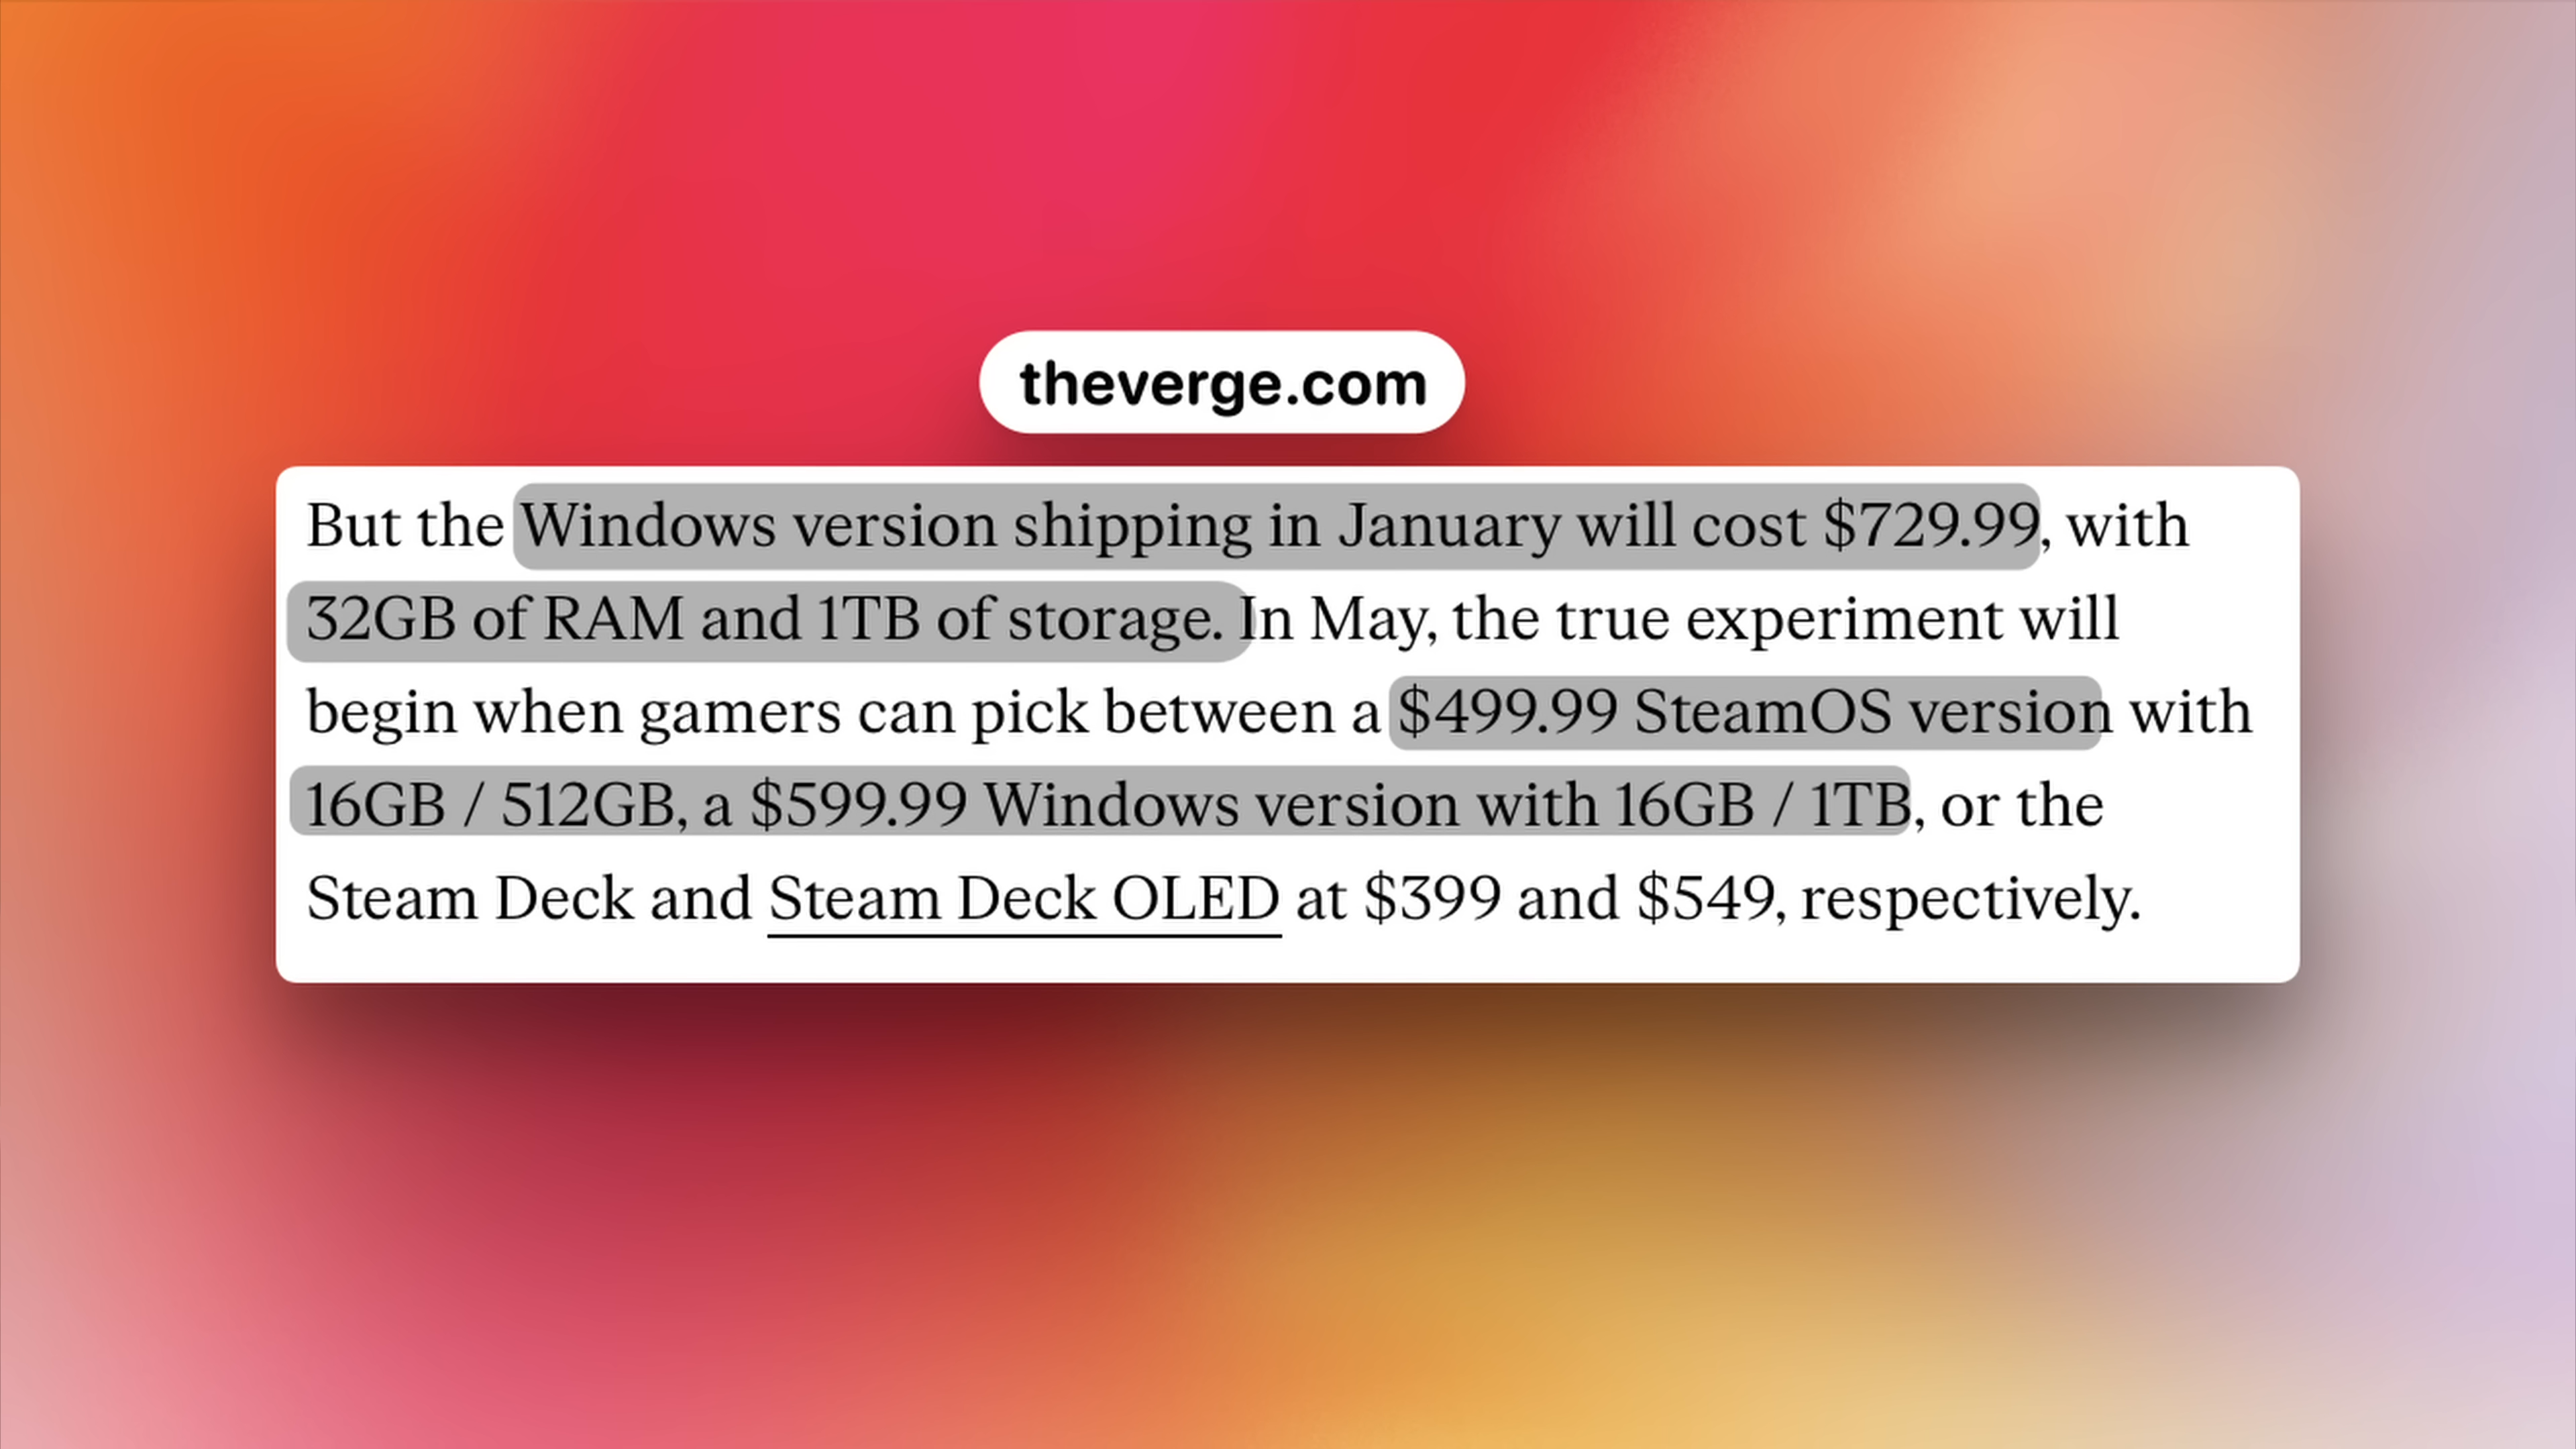 theverge.com
But the Windows version shipping in January will cost $729.99, with
32GB of RAM and 1TB of storage. In May, the true experiment will
begin when gamers can pick between a $499.99 SteamOS version with
16GB / 512GB, a $599.99 Windows version with 16GB / 1TB, or the
Steam Deck and Steam Deck OLED at $399 and $549, respectively.